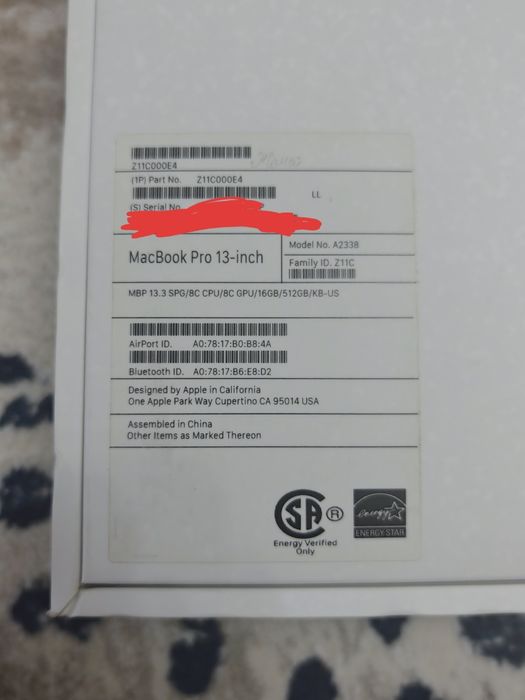 Z11C000E4
(1P) Part No. Z11C000E4
LL
(S) Serial No.
MacBook Pro 13-inch
Model No. A2338
Family ID. Z11C
MBP 13.3 SPG/8C CPU/8C GPU/16GB/512GB/KB-US
AirPort ID. A0:78:17:B0:B8:4A
Bluetooth ID. A0:78:17:B6:E8:D2
Designed by Apple in California
One Apple Park Way Cupertino CA 95014 USA
Assembled in China
Other Items as Marked Thereon
SA ®
Energy Verified
Only
energy
ENERGY STAR